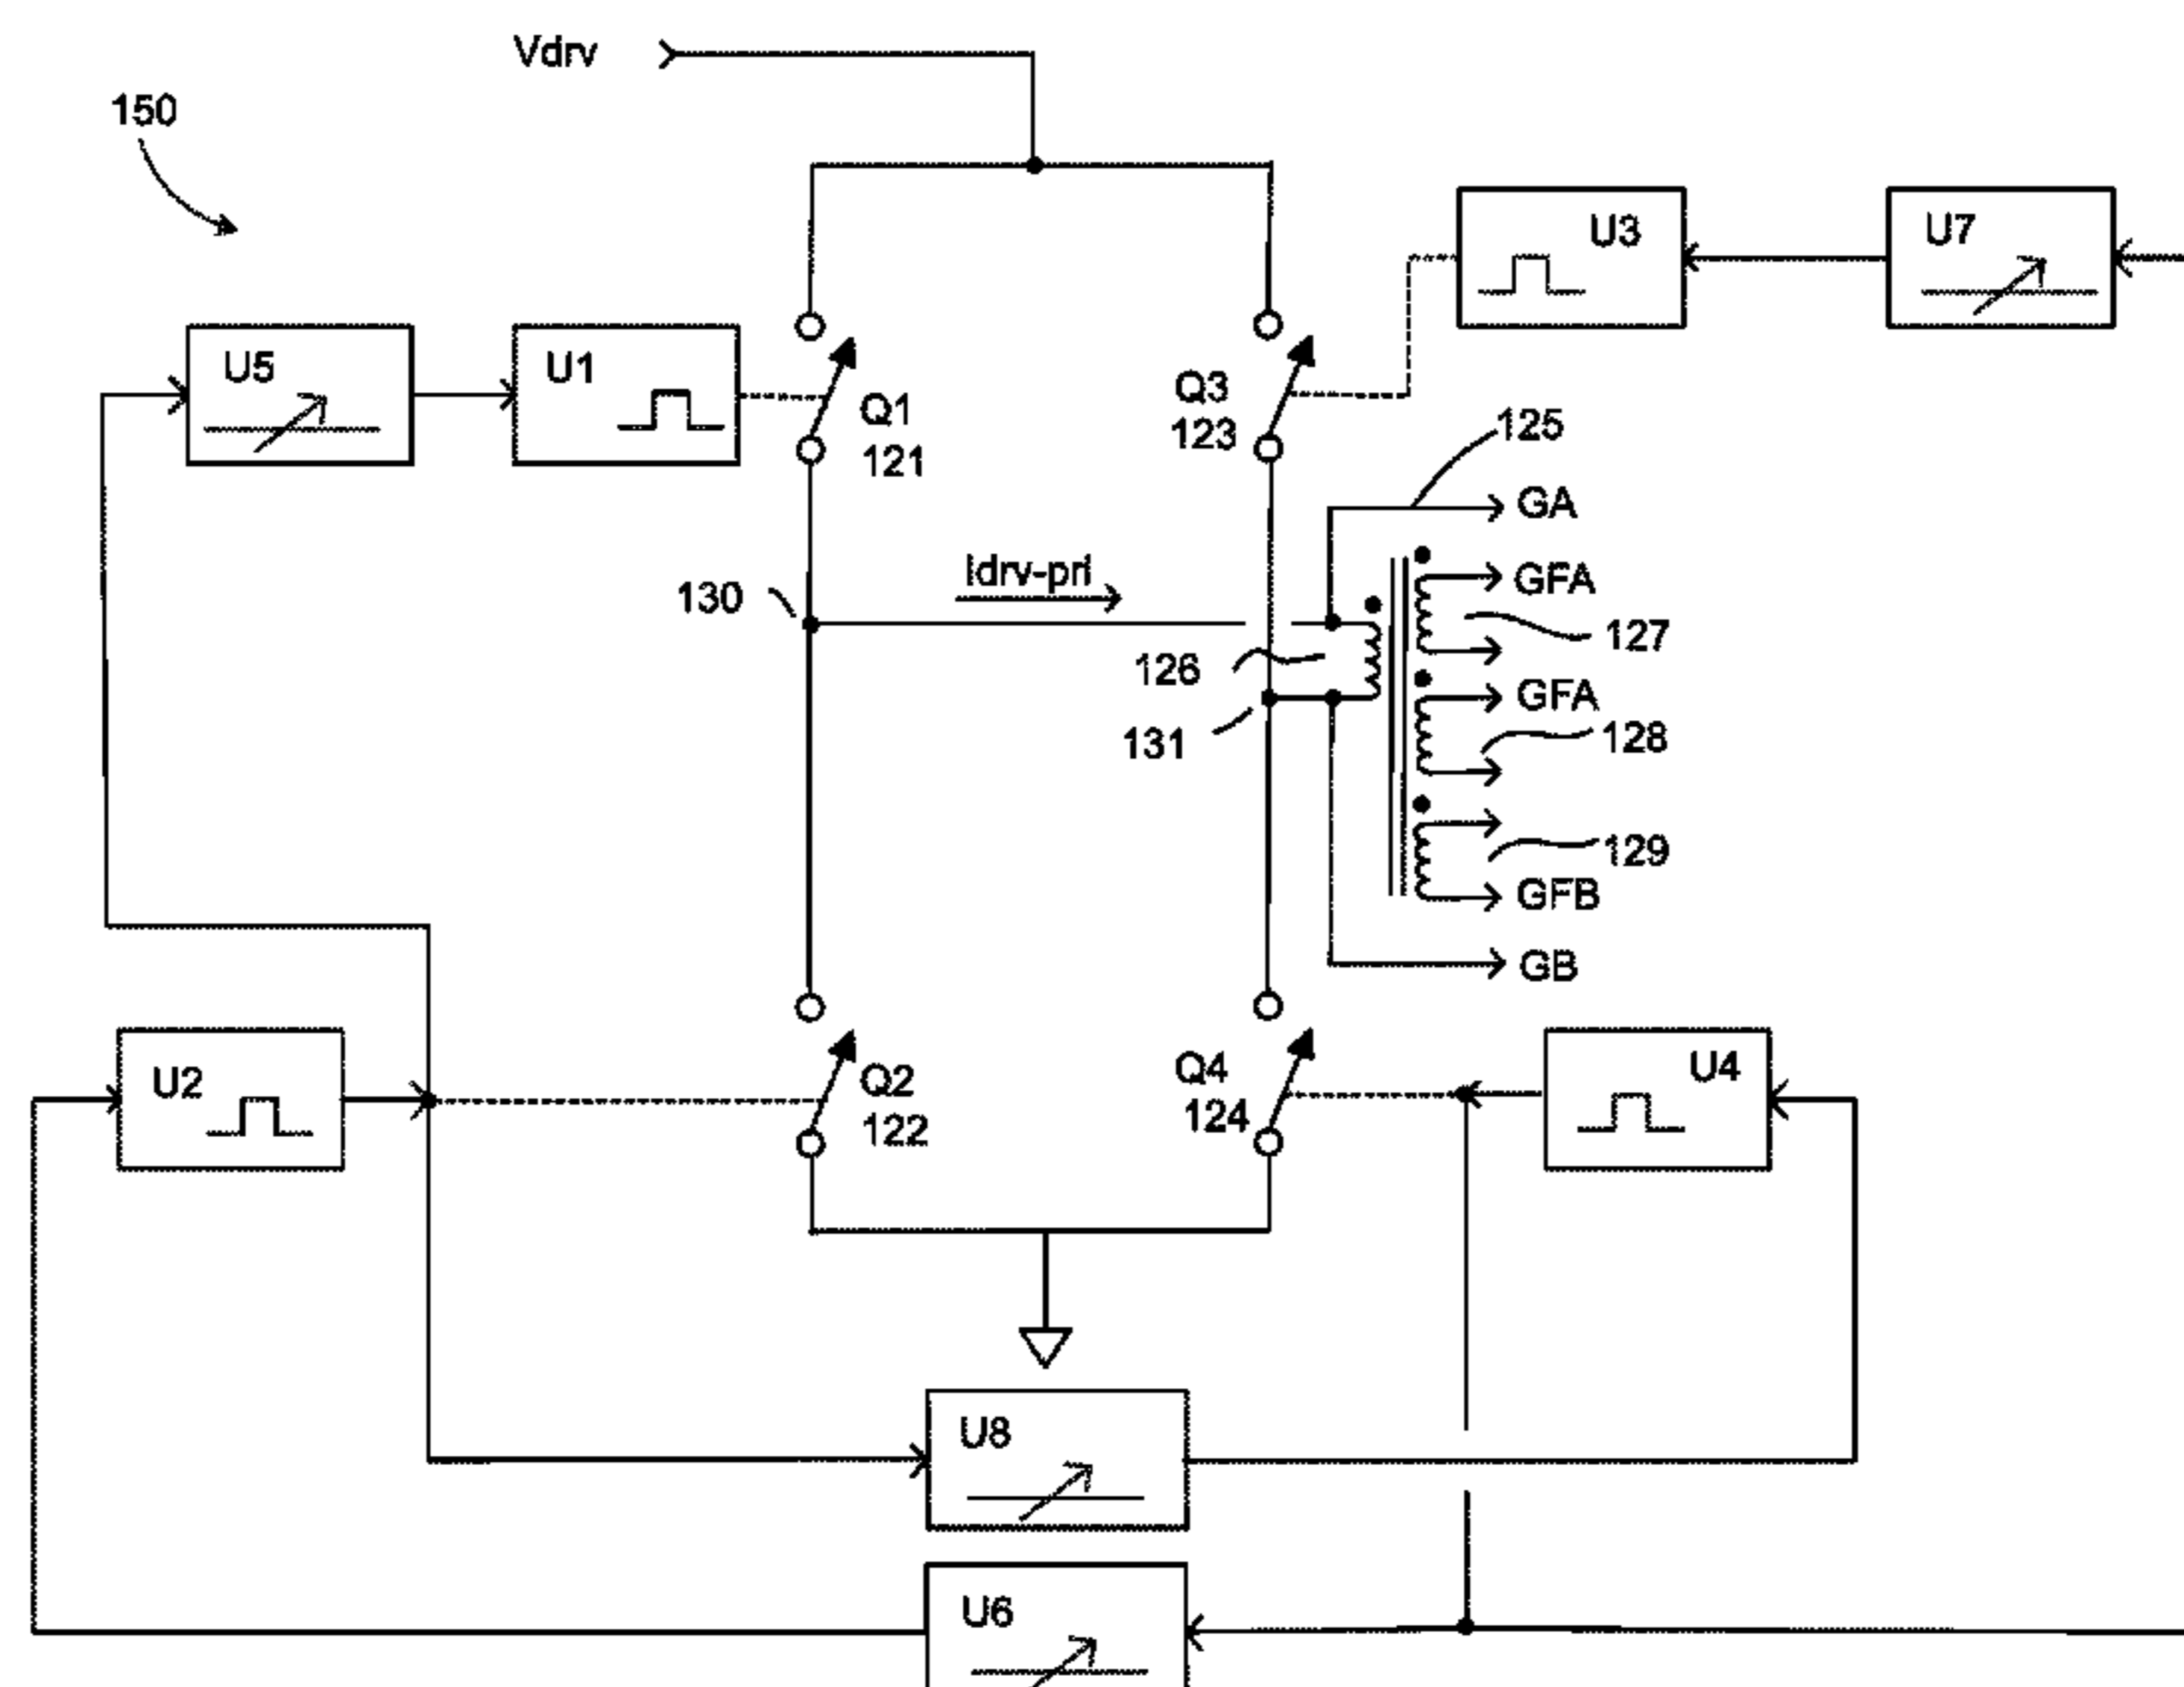 Vdrv
150
U3
U7
U5
U1
Q1
121
Q3
123
125
GA
Idrv-pri
GFA
130
127
126
GFA
131
128
129
GFB
GB
U2
Q2
122
Q4
124
U4
U8
U6